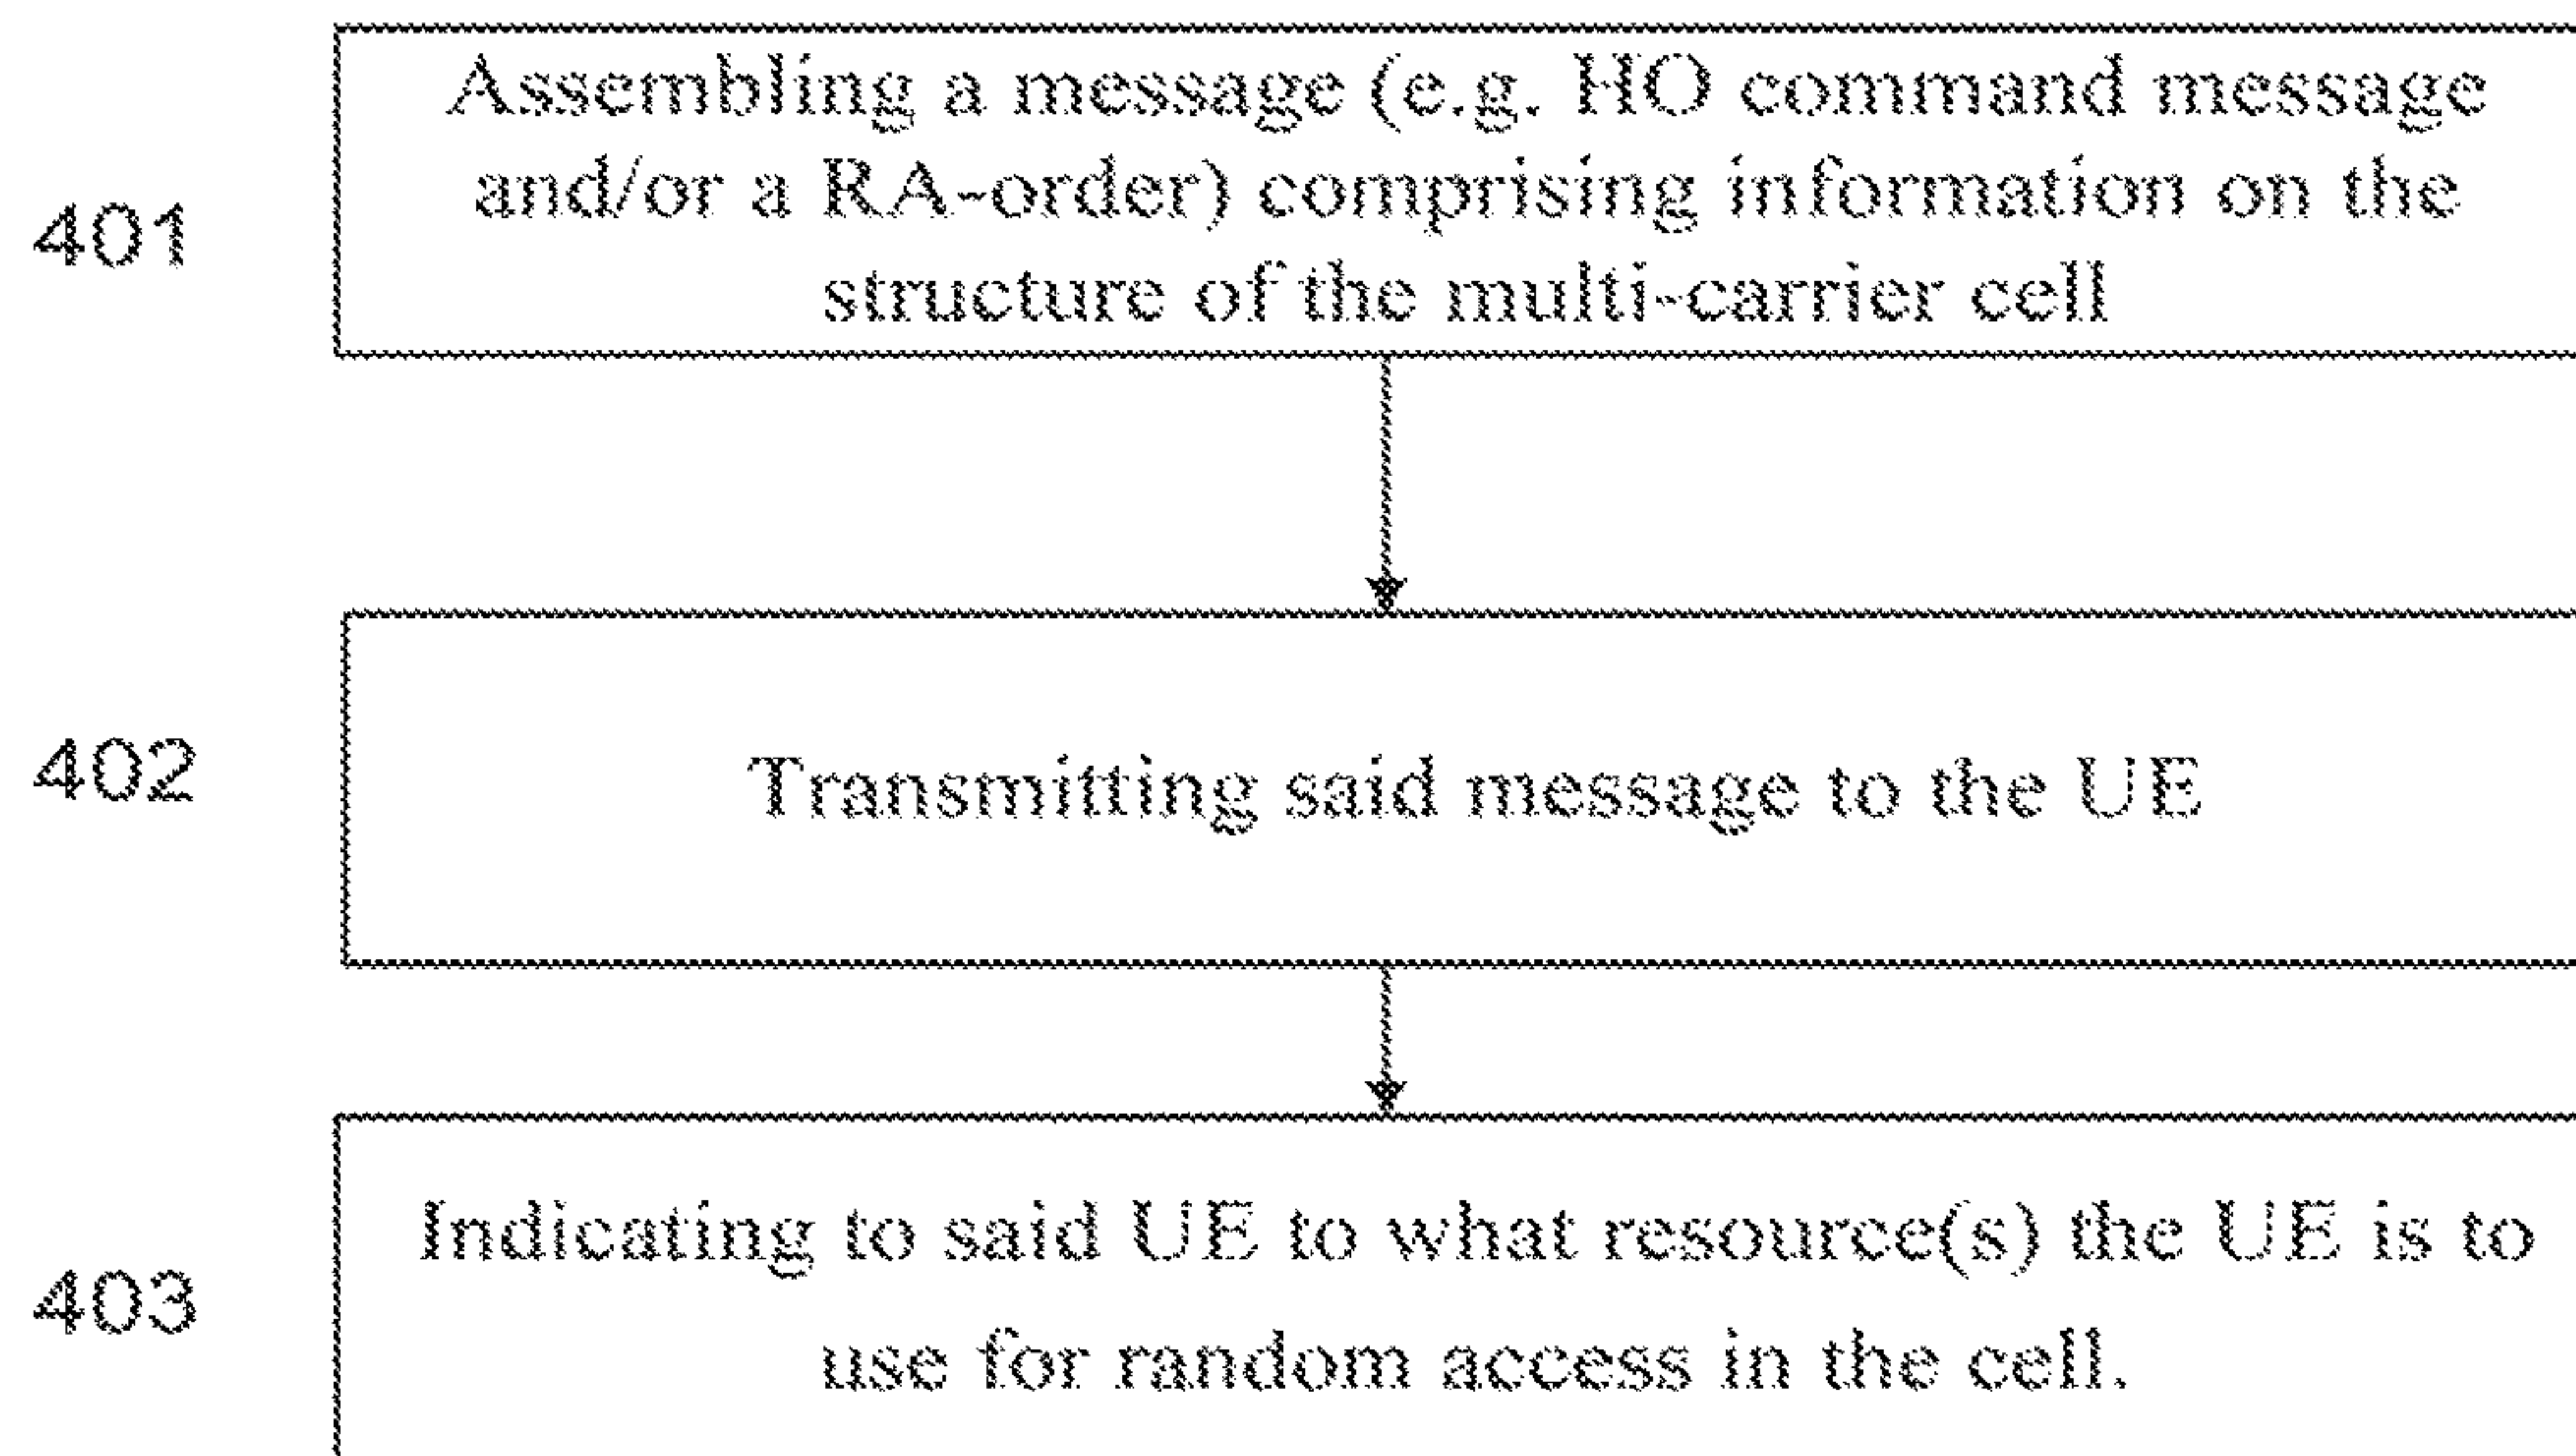 Assembling a message (e.g. HO command message
and/or a RA-order) comprising information on the
401
structure of the multi-carrier cell
402
Transmitting said message to the UE
Indicating to said UE to what resource(s) the UE is to
403
use for random access in the cell.